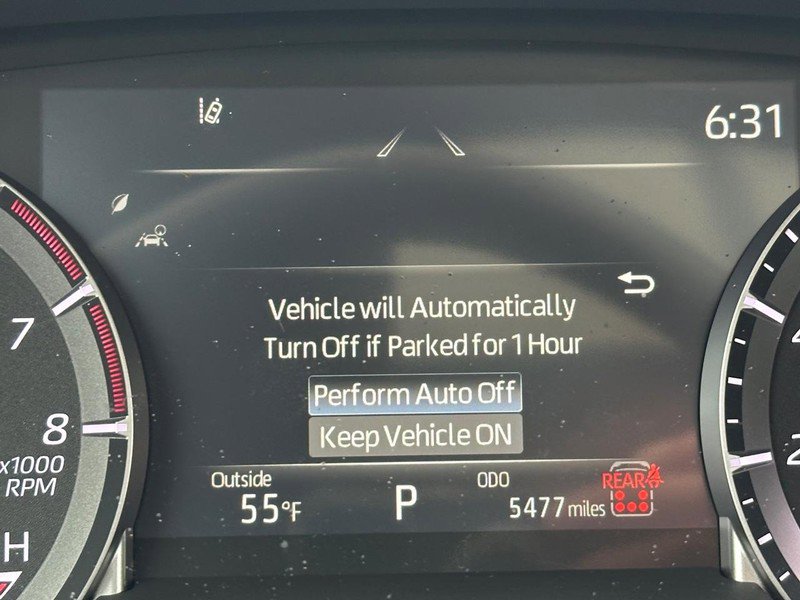 6:31
Vehicle will Automatically
Turn Off if Parked for 1 Hour
Perform Auto Off
Keep Vehicle ON
7
8
x1000
RPM
H
Outside
55°F
P
ODO
5477 miles
REAR
2